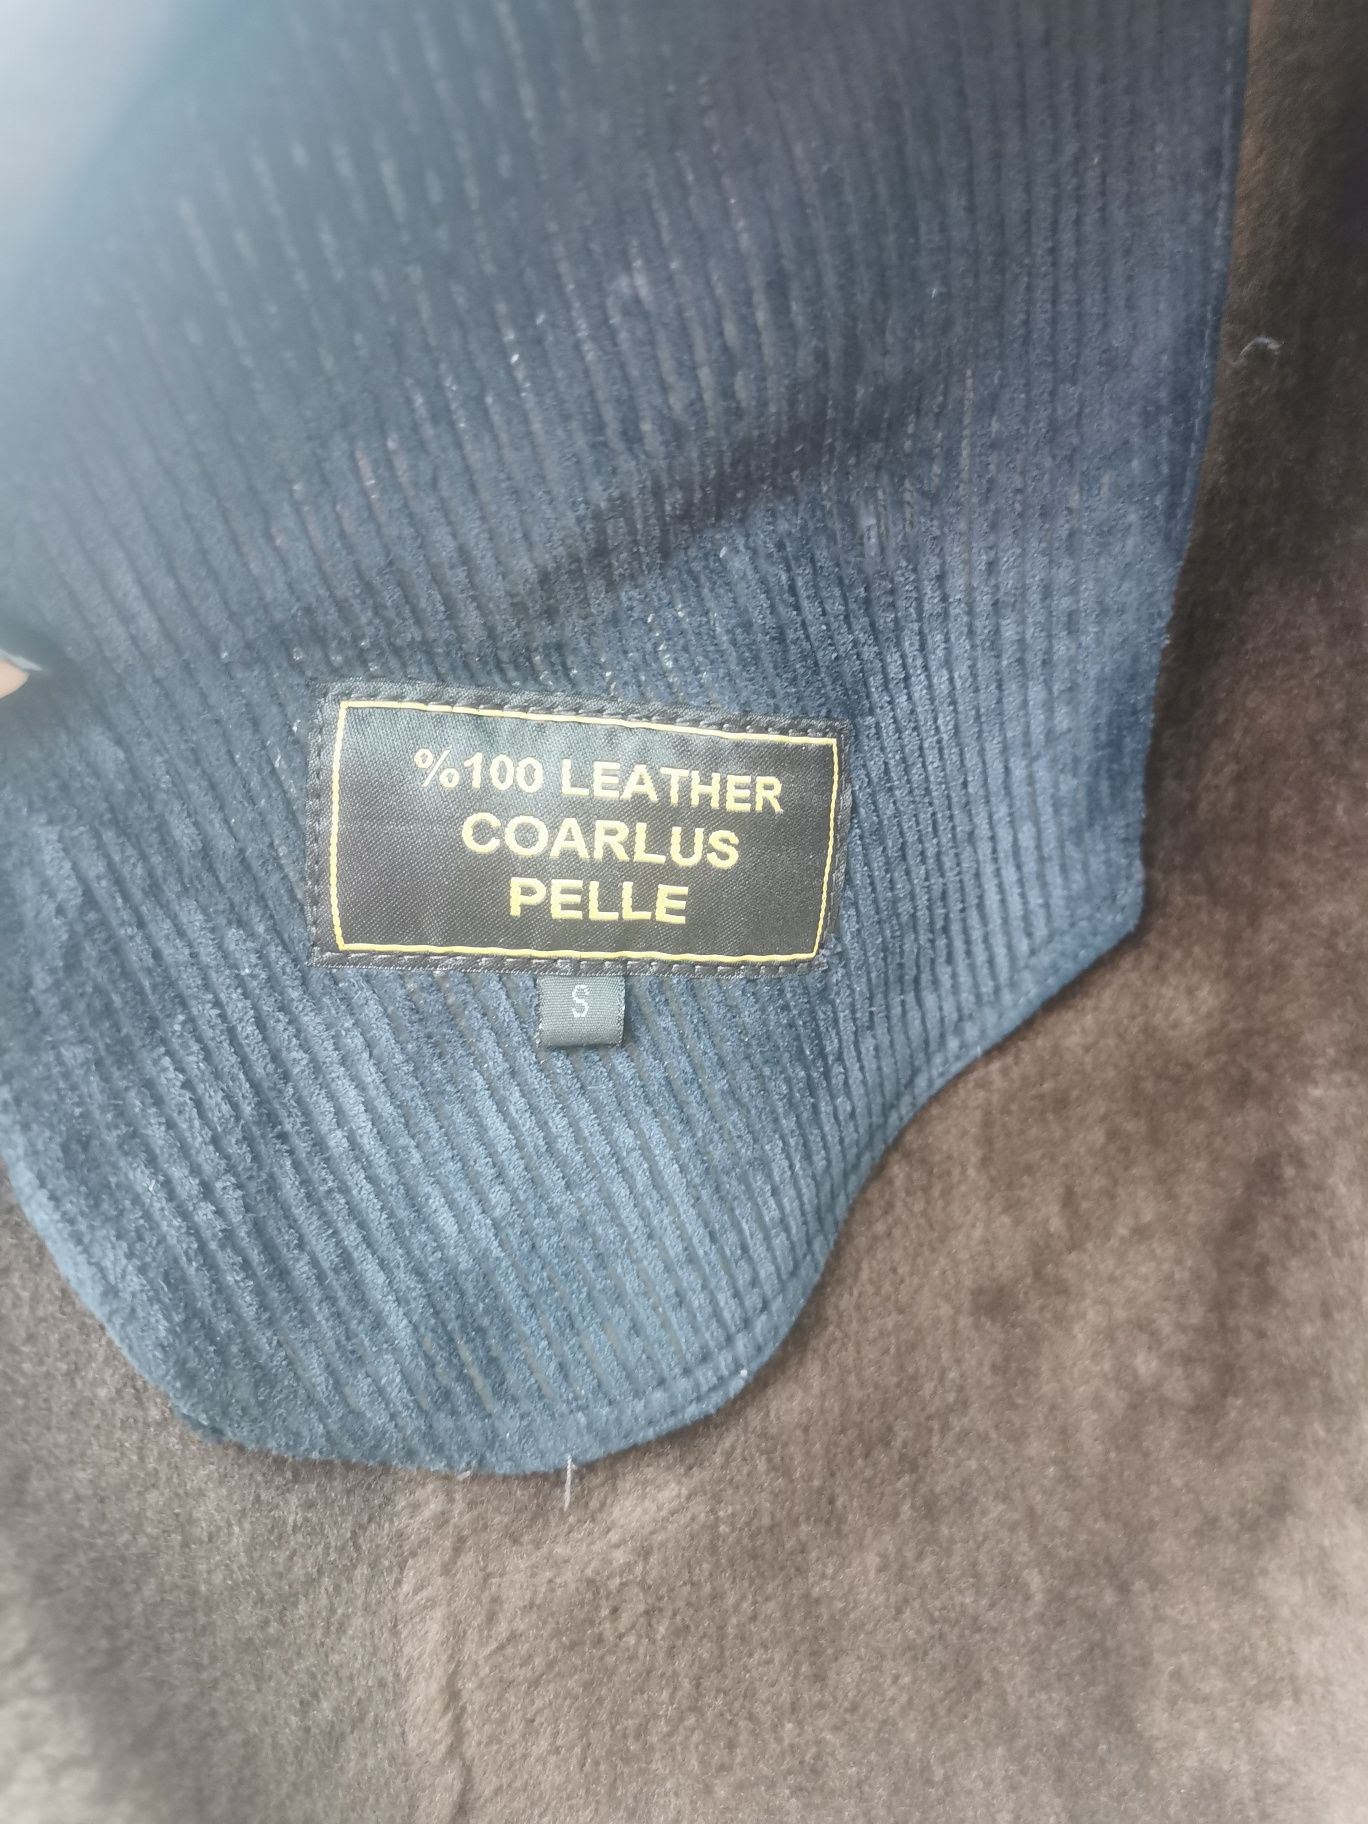 %100 LEATHER
COARLUS
PELLE
S